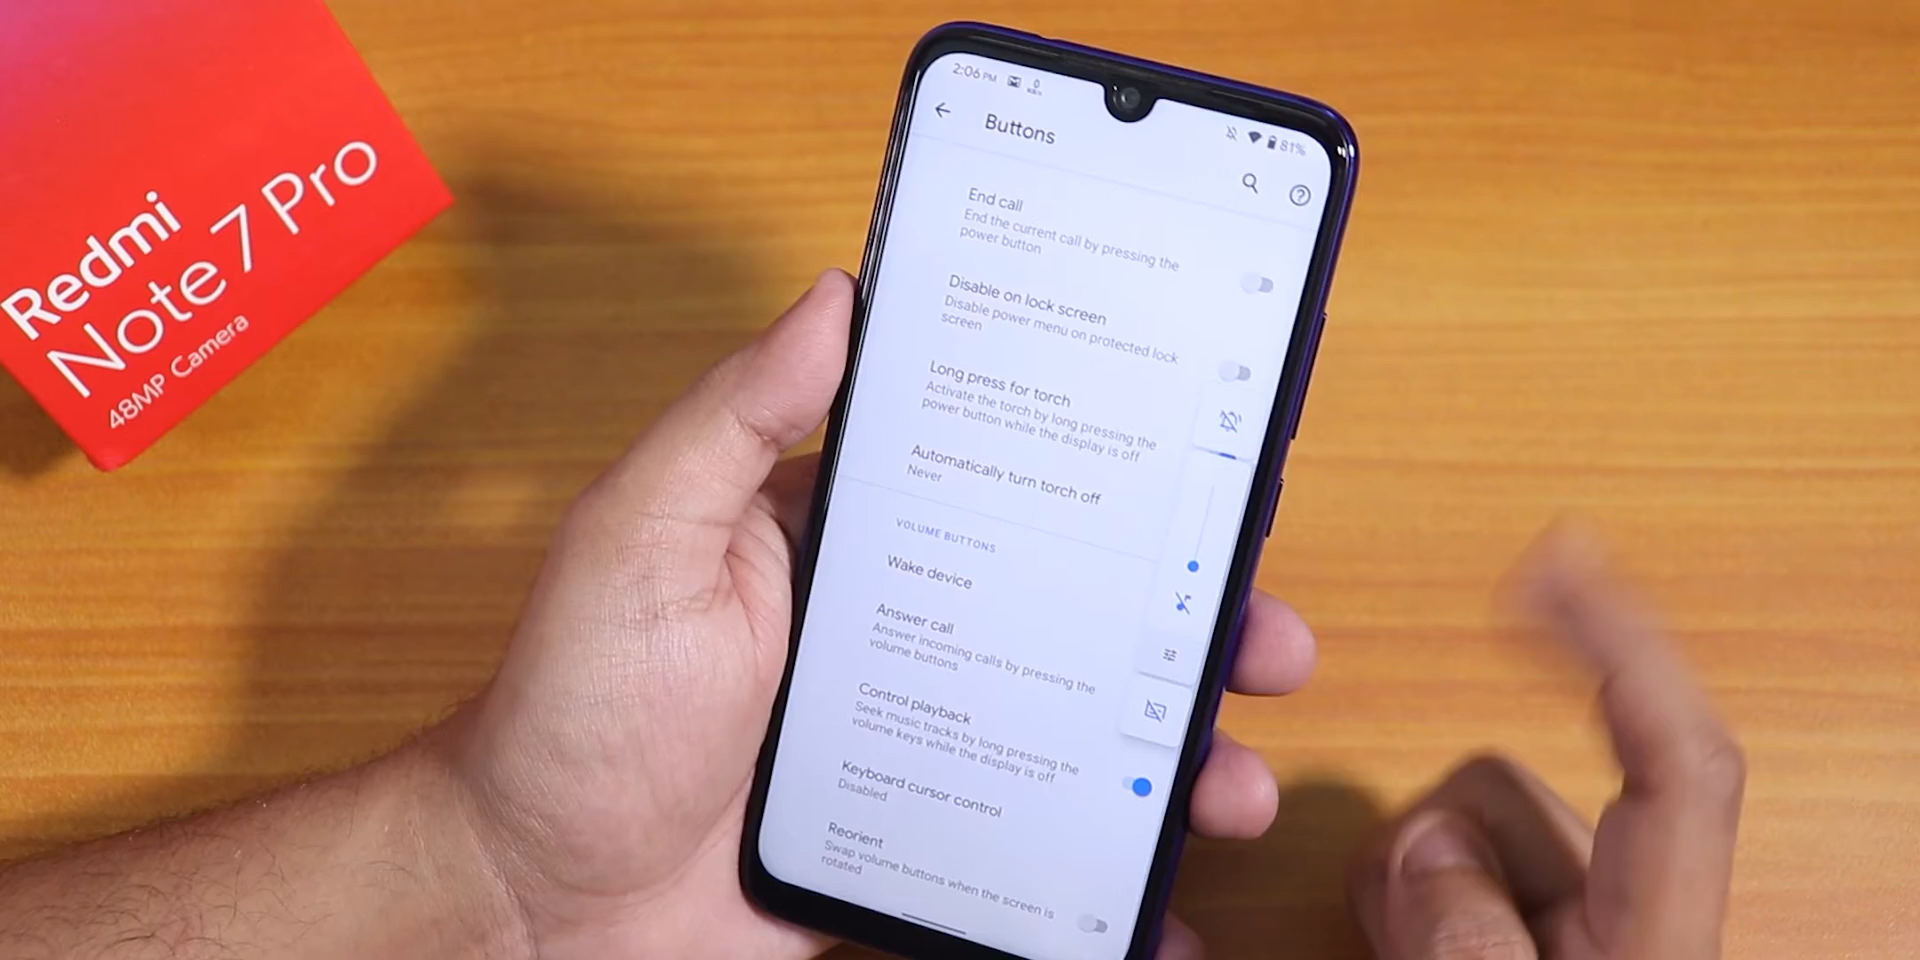 Redmi
Note 7 Pro
48MP Camera
2:06 PM
81%
Buttons
End call
End the current call by pressing the
power button
Disable on lock screen
Disable power menu on protected lock
screen
Long press for torch
Activate the torch by long pressing the
power button while the display is off
Automatically turn torch off
Never
VOLUME BUTTONS
Wake device
Answer call
Answer incoming calls by pressing the
volume buttons
Control playback
Seek music tracks by long pressing the
volume keys while the display is off
Keyboard cursor control
Disabled
Reorient
Swap volume buttons when the screen is
rotated